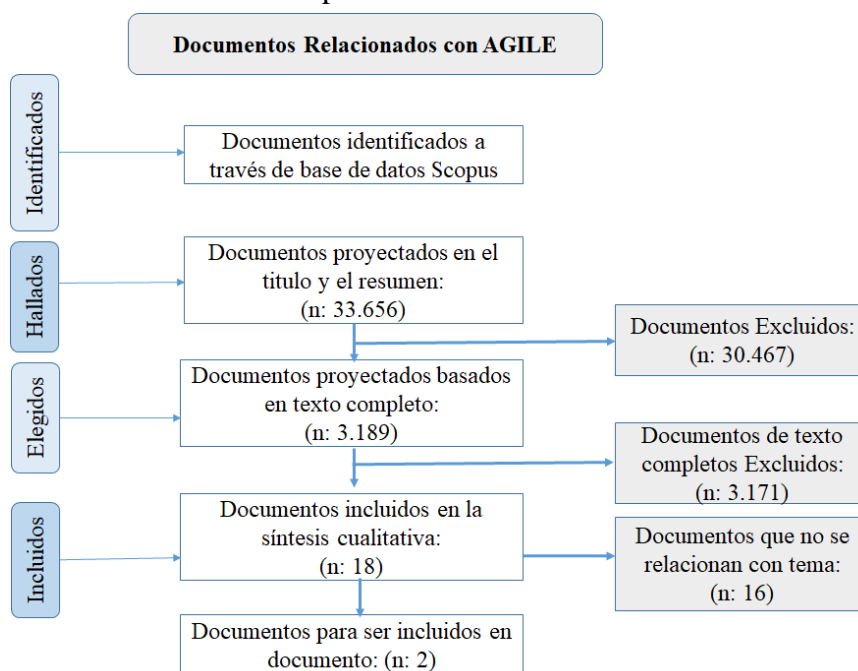 Documentos Relacionados con AGILE
Identificados
Documentos identificados a
través de base de datos Scopus
Hallados
Documentos proyectados en el
titulo y el resumen:
(n: 33.656)
Documentos Excluidos:
(n: 30.467)
Elegidos
Documentos proyectados basados
en texto completo:
(n: 3.189)
Documentos de texto
completos Excluidos:
(n: 3.171)
Incluidos
Documentos incluidos en la
síntesis cualitativa:
(n: 18)
Documentos que no se
relacionan con tema:
(n: 16)
Documentos para ser incluidos en
documento: (n: 2)